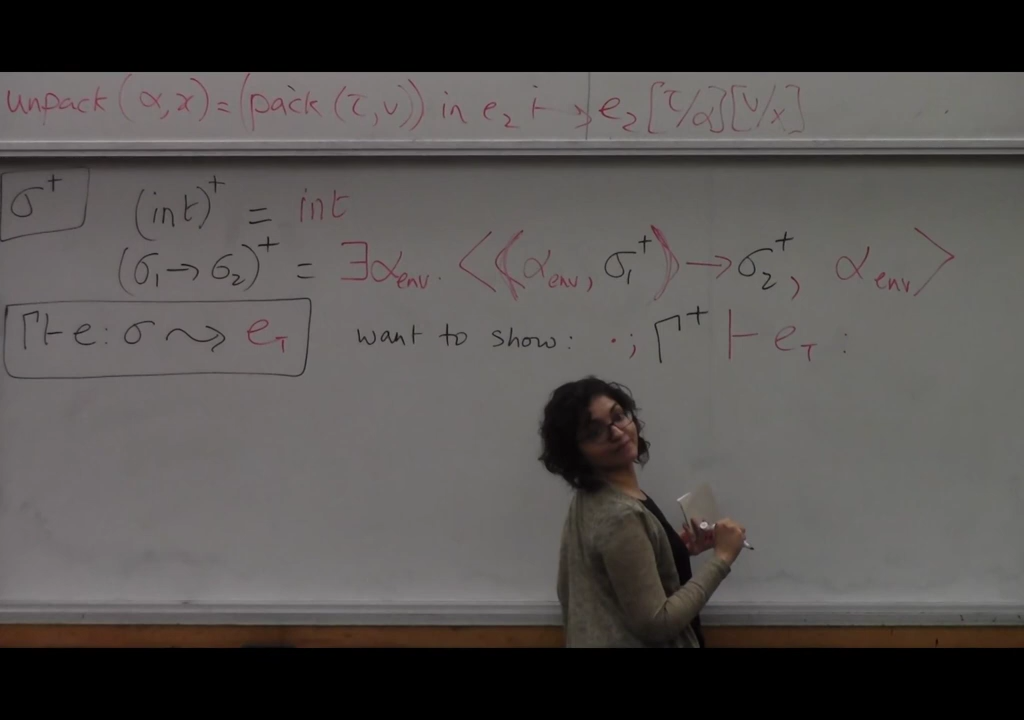 unpack (α, x) = (pack (τ, v)) in e₂ ↦ e₂ [τ/α][v/x]
σ⁺ (int)⁺ = int
(σ₁ → σ₂)⁺ = ∃α_env. ⟨(⟨α_env, σ₁⁺⟩) → σ₂⁺, α_env⟩
Γ ⊢ e : σ ⇝ e_T want to show: ·; Γ⁺ ⊢ e_T :